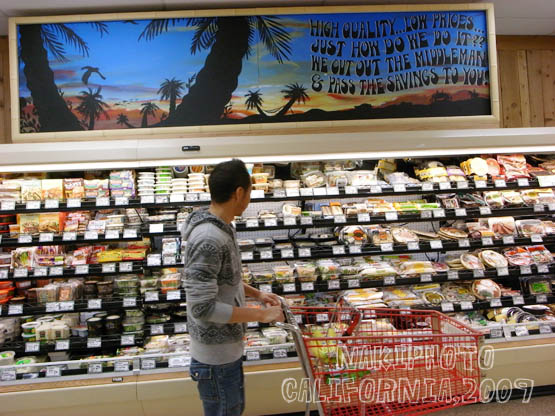 HIGH QUALITY... LOW PRICES...
JUST HOW DO WE DO IT??
WE CUT OUT THE MIDDLEMAN
& PASS THE SAVINGS TO YOU!
NAKIPHOTO
CALIFORNIA,2009